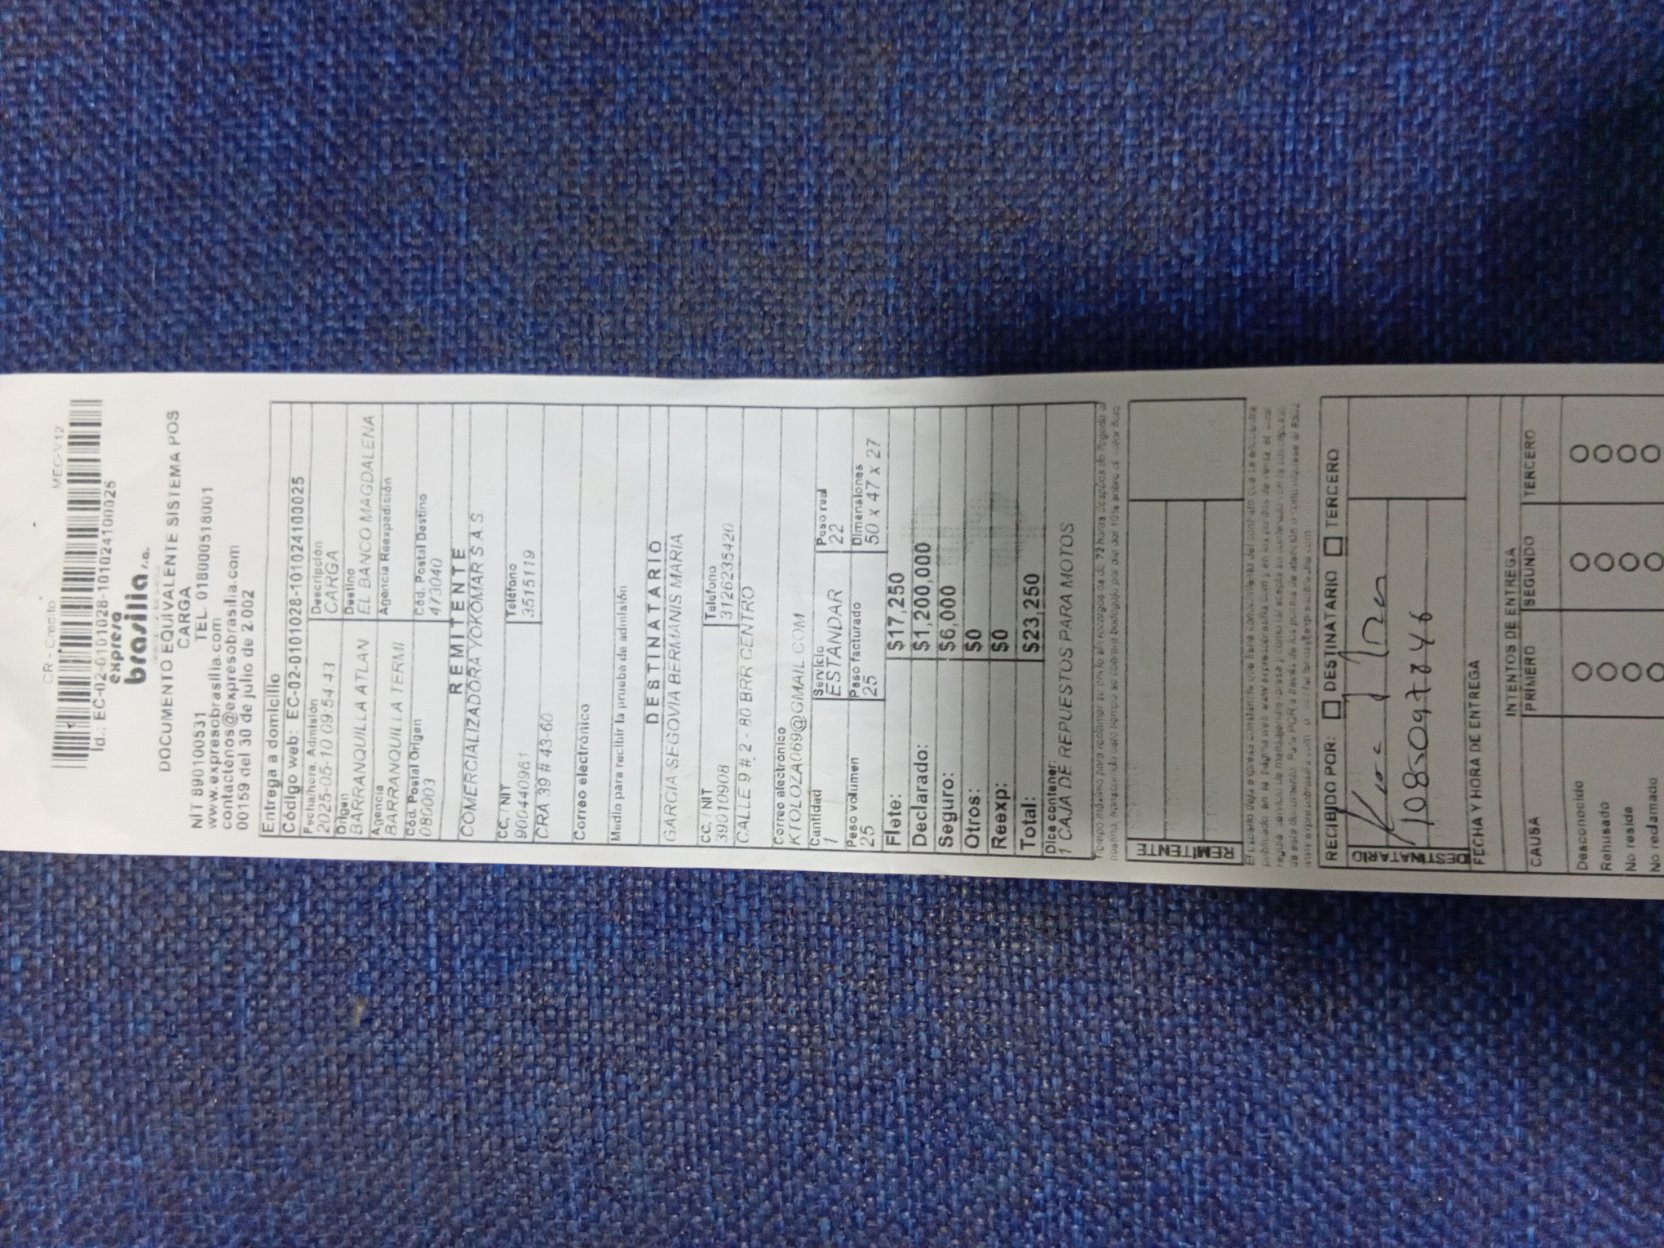 CR - Credito MEC-V12
Id.: EC-02-0101028-1010241​00025
expreso
brasilia s.a.
DOCUMENTO EQUIVALENTE SISTEMA POS
CARGA
NIT 890100531 TEL. 018000518001
www.expresobrasilia.com
contactenos@expresobrasilia.com
00159 del 30 de julio de 2.002
Entrega a domicilio
Código web: EC-02-0101028-101024100025
Fecha/hora. Admisión Descripción
2025-05-10 09:54:43 CARGA
Origen Destino
BARRANQUILLA ATLAN EL BANCO MAGDALENA
Agencia Agencia Reexpedición
BARRANQUILLA TERMI
Cód. Postal Origen Cód. Postal Destino
080003 473040
REMITENTE
COMERCIALIZADORA YOKOMAR S A S
CC, NIT Teléfono
900440961 3515119
CRA 39 # 43-60
Correo electrónico
Medio para recibir la prueba de admisión
DESTINATARIO
GARCIA SEGOVIA BERMANIS MARIA
CC, / NIT Teléfono
39010908 3126235420
CALLE 9 # 2 - 80 BRR CENTRO
Correo electronico
KTOLOZA069@GMAIL.COM
Cantidad Servicio Peso real
1 ESTANDAR 22
Peso volumen Peso facturado Dimensiones
25 25 50 x 47 x 27
Flete: $17,250
Declarado: $1,200,000
Seguro: $6,000
Otros: $0
Reexp: $0
Total: $23,250
Dice contener:
1 CAJA DE REPUESTOS PARA MOTOS
REMITENTE
RECIBIDO POR: DESTINATARIO TERCERO
DESTINATARIO
1085097846
FECHA Y HORA DE ENTREGA
INTENTOS DE ENTREGA
CAUSA PRIMERO SEGUNDO TERCERO
Desconocido
Rehusado
No reside
No reclamado